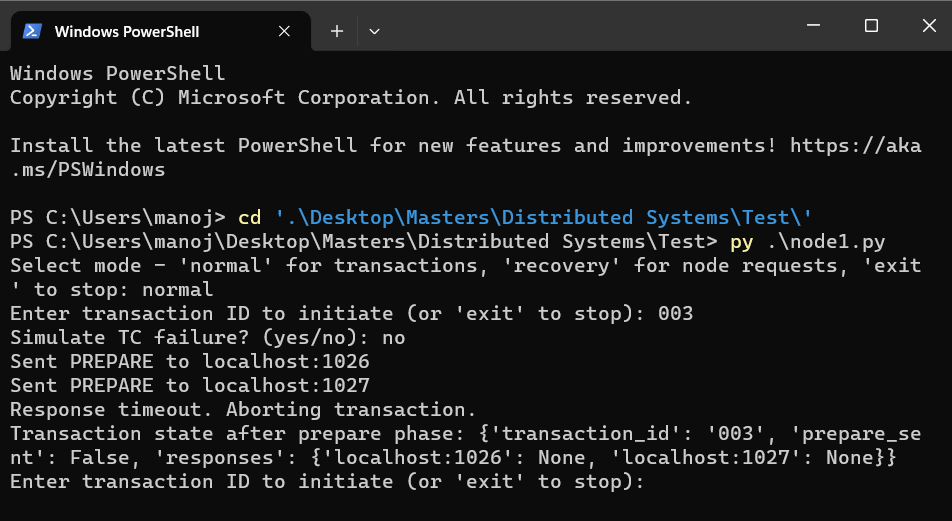 Windows PowerShell
Windows PowerShell
Copyright (C) Microsoft Corporation. All rights reserved.
Install the latest PowerShell for new features and improvements! https://aka
.ms/PSWindows
PS C:\Users\manoj> cd '.\Desktop\Masters\Distributed Systems\Test\'
PS C:\Users\manoj\Desktop\Masters\Distributed Systems\Test> py .\node1.py
Select mode - 'normal' for transactions, 'recovery' for node requests, 'exit
' to stop: normal
Enter transaction ID to initiate (or 'exit' to stop): 003
Simulate TC failure? (yes/no): no
Sent PREPARE to localhost:1026
Sent PREPARE to localhost:1027
Response timeout. Aborting transaction.
Transaction state after prepare phase: {'transaction_id': '003', 'prepare_se
nt': False, 'responses': {'localhost:1026': None, 'localhost:1027': None}}
Enter transaction ID to initiate (or 'exit' to stop):